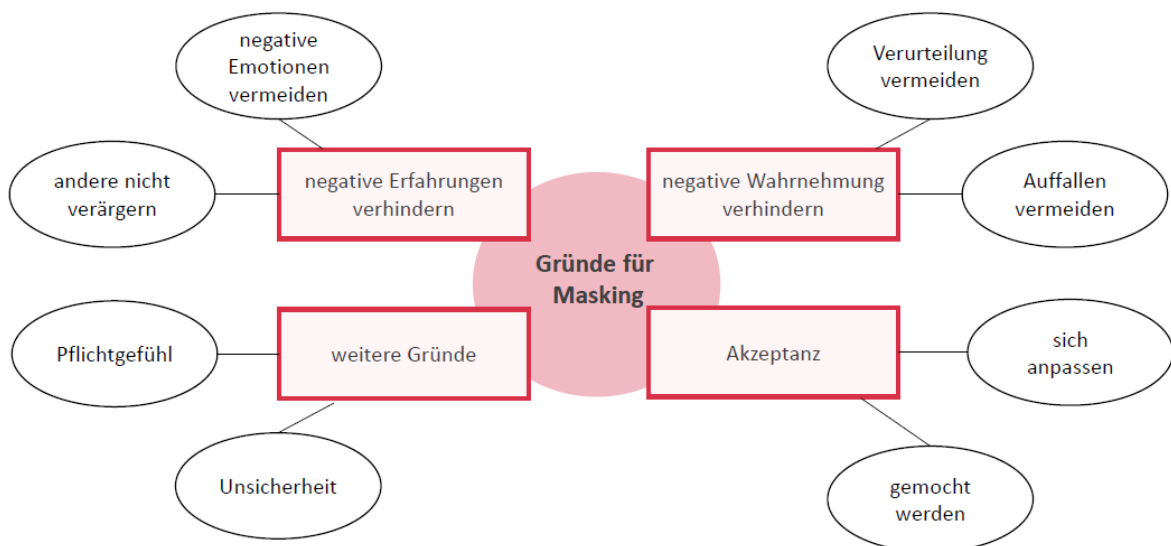 negative
Emotionen
vermeiden
Verurteilung
vermeiden
andere nicht
verärgern
negative Erfahrungen
verhindern
negative Wahrnehmung
verhindern
Auffallen
vermeiden
Gründe für
Masking
Pflichtgefühl
weitere Gründe
Akzeptanz
sich
anpassen
Unsicherheit
gemocht
werden